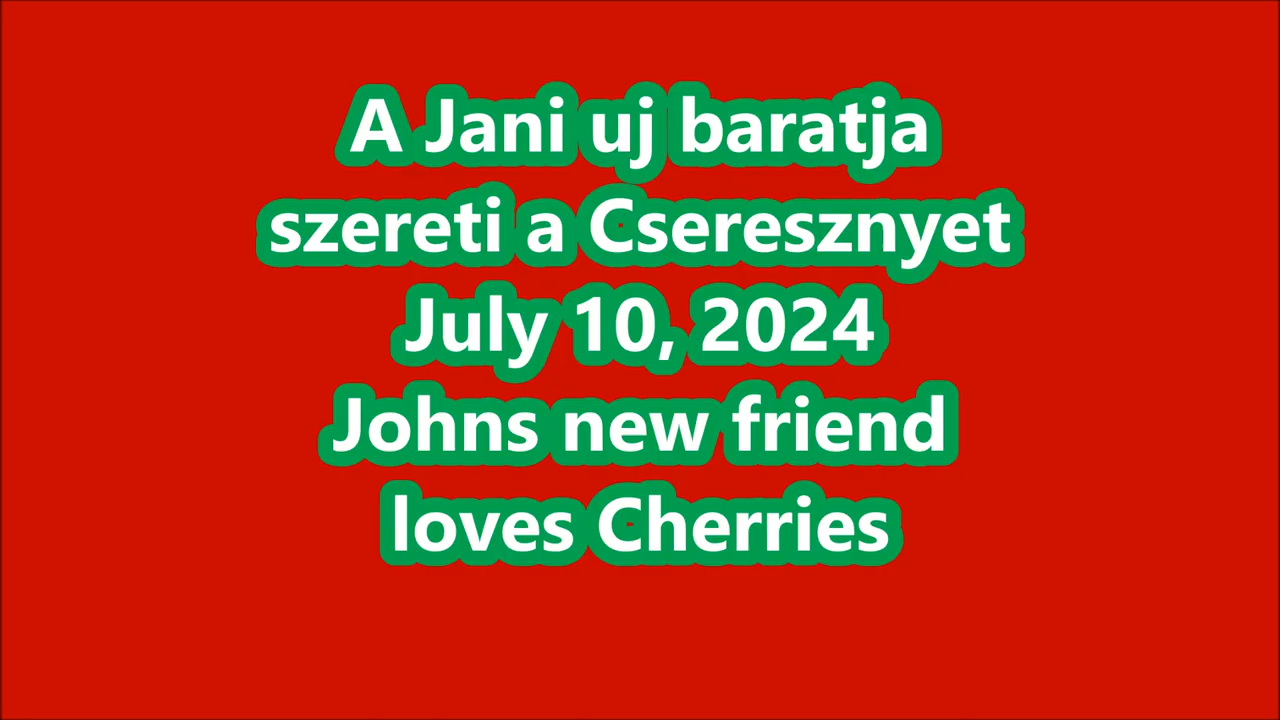 A Jani uj baratja
szereti a Cseresznyet
July 10, 2024
Johns new friend
loves Cherries